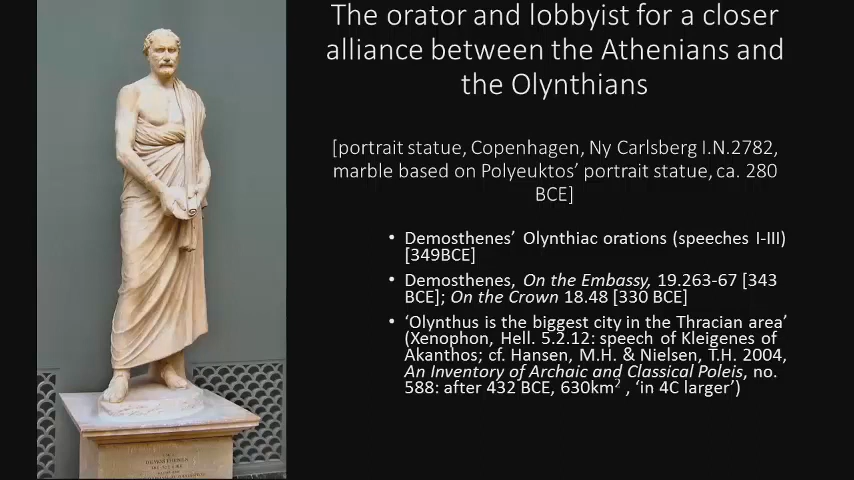 The orator and lobbyist for a closer
alliance between the Athenians and
the Olynthians
[portrait statue, Copenhagen, Ny Carlsberg I.N.2782,
marble based on Polyeuktos’ portrait statue, ca. 280
BCE]
• Demosthenes’ Olynthiac orations (speeches I-III)
[349BCE]
• Demosthenes, On the Embassy, 19.263-67 [343
BCE]; On the Crown 18.48 [330 BCE]
• ‘Olynthus is the biggest city in the Thracian area’
(Xenophon, Hell. 5.2.12: speech of Kleigenes of
Akanthos; cf. Hansen, M.H. & Nielsen, T.H. 2004,
An Inventory of Archaic and Classical Poleis, no.
588: after 432 BCE, 630km² , ‘in 4C larger’)